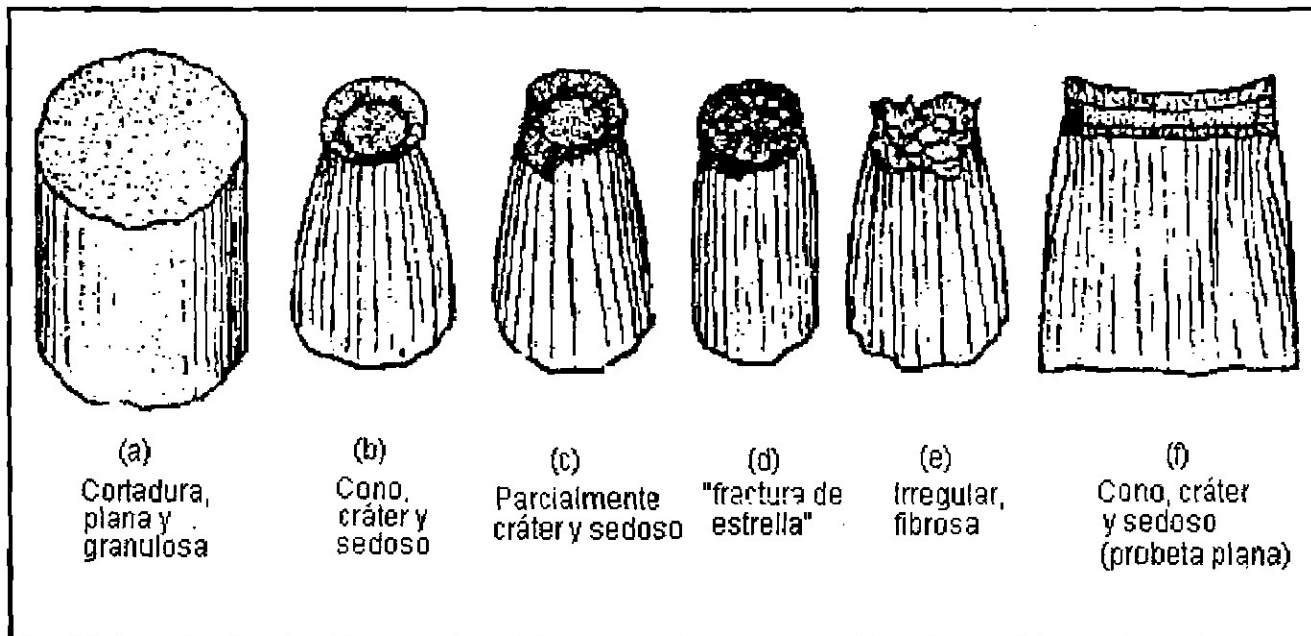 (a)
Cortadura,
plana y
granulosa
(b)
Cono,
cráter y
sedoso
(c)
Parcialmente
cráter y sedoso
(d)
"fractura de
estrella"
(e)
Irregular,
fibrosa
(f)
Cono, cráter
y sedoso
(probeta plana)